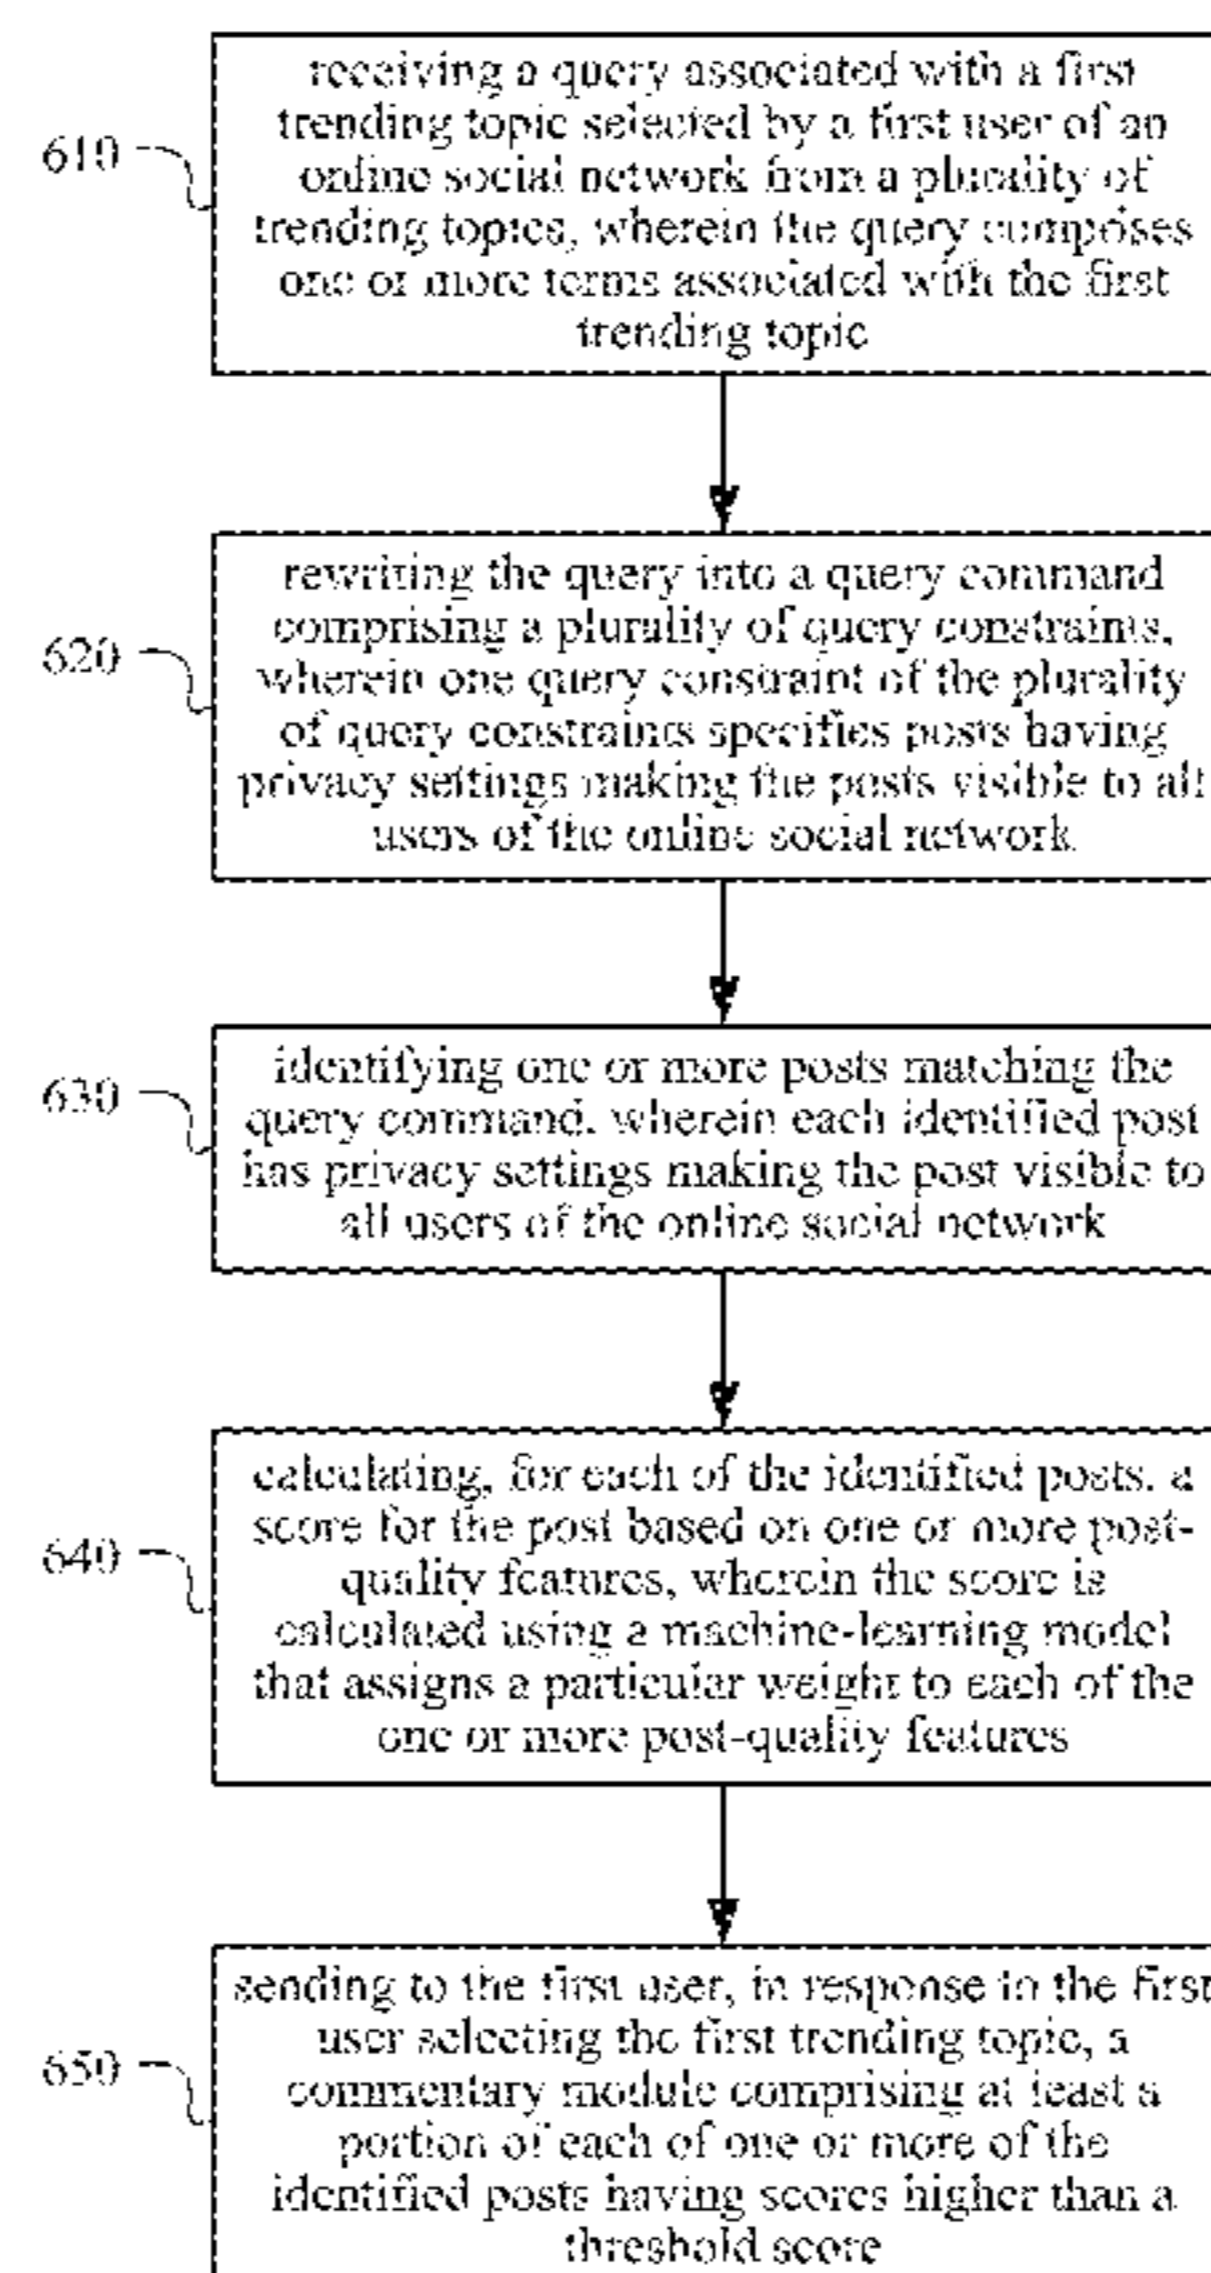 610
receiving a query associated with a first
trending topic selected by a first user of an
online social network from a plurality of
trending topics, wherein the query comprises
one or more terms associated with the first
trending topic
620
rewriting the query into a query command
comprising a plurality of query constraints,
wherein one query constraint of the plurality
of query constraints specifies posts having
privacy settings making the posts visible to all
users of the online social network
630
identifying one or more posts matching the
query command, wherein each identified post
has privacy settings making the post visible to
all users of the online social network
640
calculating, for each of the identified posts, a
score for the post based on one or more post-
quality features, wherein the score is
calculated using a machine-learning model
that assigns a particular weight to each of the
one or more post-quality features
650
sending to the first user, in response to the first
user selecting the first trending topic, a
commentary module comprising at least a
portion of each of one or more of the
identified posts having scores higher than a
threshold score